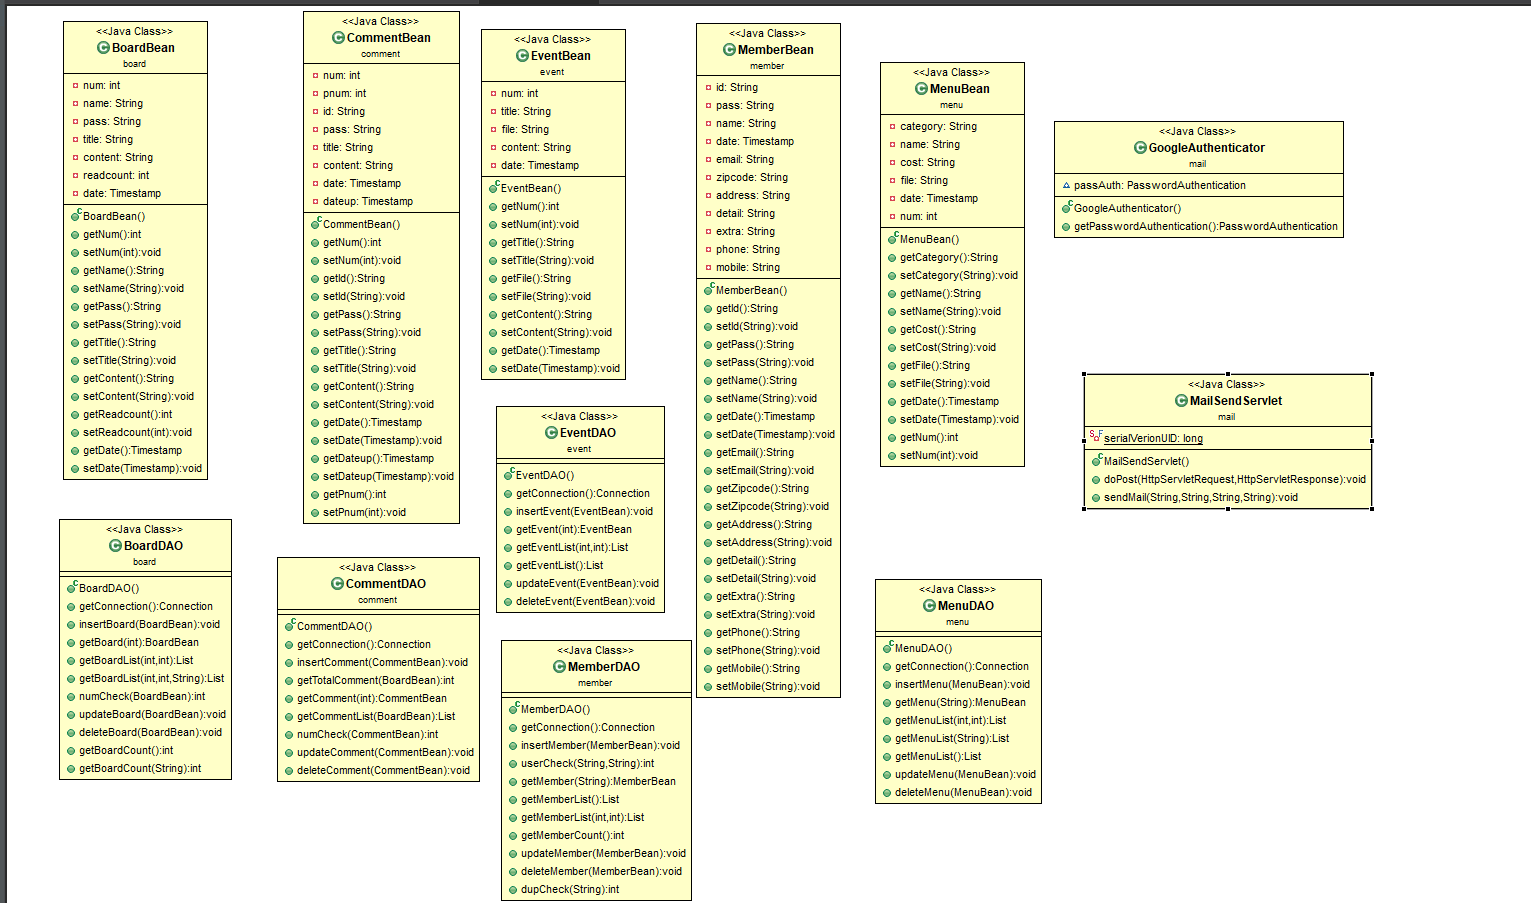 <<Java Class>>
BoardBean
board
num: int
name: String
pass: String
title: String
content: String
readcount: int
date: Timestamp
BoardBean()
getNum():int
setNum(int):void
getName():String
setName(String):void
getPass():String
setPass(String):void
getTitle():String
setTitle(String):void
getContent():String
setContent(String):void
getReadcount():int
setReadcount(int):void
getDate():Timestamp
setDate(Timestamp):void
<<Java Class>>
CommentBean
comment
num: int
pnum: int
id: String
pass: String
title: String
content: String
date: Timestamp
dateup: Timestamp
CommentBean()
getNum():int
setNum(int):void
getId():String
setId(String):void
getPass():String
setPass(String):void
getTitle():String
setTitle(String):void
getContent():String
setContent(String):void
getDate():Timestamp
setDate(Timestamp):void
getDateup():Timestamp
setDateup(Timestamp):void
getPnum():int
setPnum(int):void
<<Java Class>>
EventBean
event
num: int
title: String
file: String
content: String
date: Timestamp
EventBean()
getNum():int
setNum(int):void
getTitle():String
setTitle(String):void
getFile():String
setFile(String):void
getContent():String
setContent(String):void
getDate():Timestamp
setDate(Timestamp):void
<<Java Class>>
MemberBean
member
id: String
pass: String
name: String
date: Timestamp
email: String
zipcode: String
address: String
detail: String
extra: String
phone: String
mobile: String
MemberBean()
getId():String
setId(String):void
getPass():String
setPass(String):void
getName():String
setName(String):void
getDate():Timestamp
setDate(Timestamp):void
getEmail():String
setEmail(String):void
getZipcode():String
setZipcode(String):void
getAddress():String
setAddress(String):void
getDetail():String
setDetail(String):void
getExtra():String
setExtra(String):void
getPhone():String
setPhone(String):void
getMobile():String
setMobile(String):void
<<Java Class>>
MenuBean
menu
category: String
name: String
cost: String
file: String
date: Timestamp
num: int
MenuBean()
getCategory():String
setCategory(String):void
getName():String
setName(String):void
getCost():String
setCost(String):void
getFile():String
setFile(String):void
getDate():Timestamp
setDate(Timestamp):void
getNum():int
setNum(int):void
<<Java Class>>
GoogleAuthenticator
mail
passAuth: PasswordAuthentication
GoogleAuthenticator()
getPasswordAuthentication():PasswordAuthentication
<<Java Class>>
MailSendServlet
mail
serialVerionUID: long
MailSendServlet()
doPost(HttpServletRequest,HttpServletResponse):void
sendMail(String,String,String,String):void
<<Java Class>>
EventDAO
event
EventDAO()
getConnection():Connection
insertEvent(EventBean):void
getEvent(int):EventBean
getEventList(int,int):List
getEventList():List
updateEvent(EventBean):void
deleteEvent(EventBean):void
<<Java Class>>
BoardDAO
board
BoardDAO()
getConnection():Connection
insertBoard(BoardBean):void
getBoard(int):BoardBean
getBoardList(int,int):List
getBoardList(int,int,String):List
numCheck(BoardBean):int
updateBoard(BoardBean):void
deleteBoard(BoardBean):void
getBoardCount():int
getBoardCount(String):int
<<Java Class>>
CommentDAO
comment
CommentDAO()
getConnection():Connection
insertComment(CommentBean):void
getTotalComment(BoardBean):int
getComment(int):CommentBean
getCommentList(BoardBean):List
numCheck(CommentBean):int
updateComment(CommentBean):void
deleteComment(CommentBean):void
<<Java Class>>
MemberDAO
member
MemberDAO()
getConnection():Connection
insertMember(MemberBean):void
userCheck(String,String):int
getMember(String):MemberBean
getMemberList():List
getMemberList(int,int):List
getMemberCount():int
updateMember(MemberBean):void
deleteMember(MemberBean):void
dupCheck(String):int
<<Java Class>>
MenuDAO
menu
MenuDAO()
getConnection():Connection
insertMenu(MenuBean):void
getMenu(String):MenuBean
getMenuList(int,int):List
getMenuList(String):List
getMenuList():List
updateMenu(MenuBean):void
deleteMenu(MenuBean):void